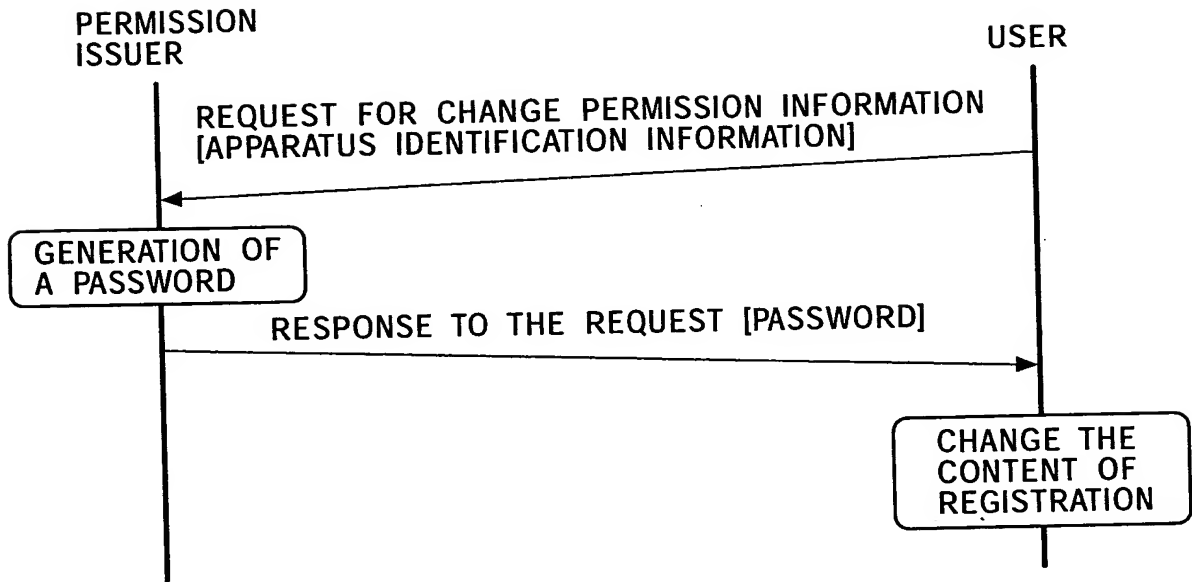 PERMISSION
ISSUER
USER
REQUEST FOR CHANGE PERMISSION INFORMATION
[APPARATUS IDENTIFICATION INFORMATION]
GENERATION OF
A PASSWORD
RESPONSE TO THE REQUEST [PASSWORD]
CHANGE THE
CONTENT OF
REGISTRATION